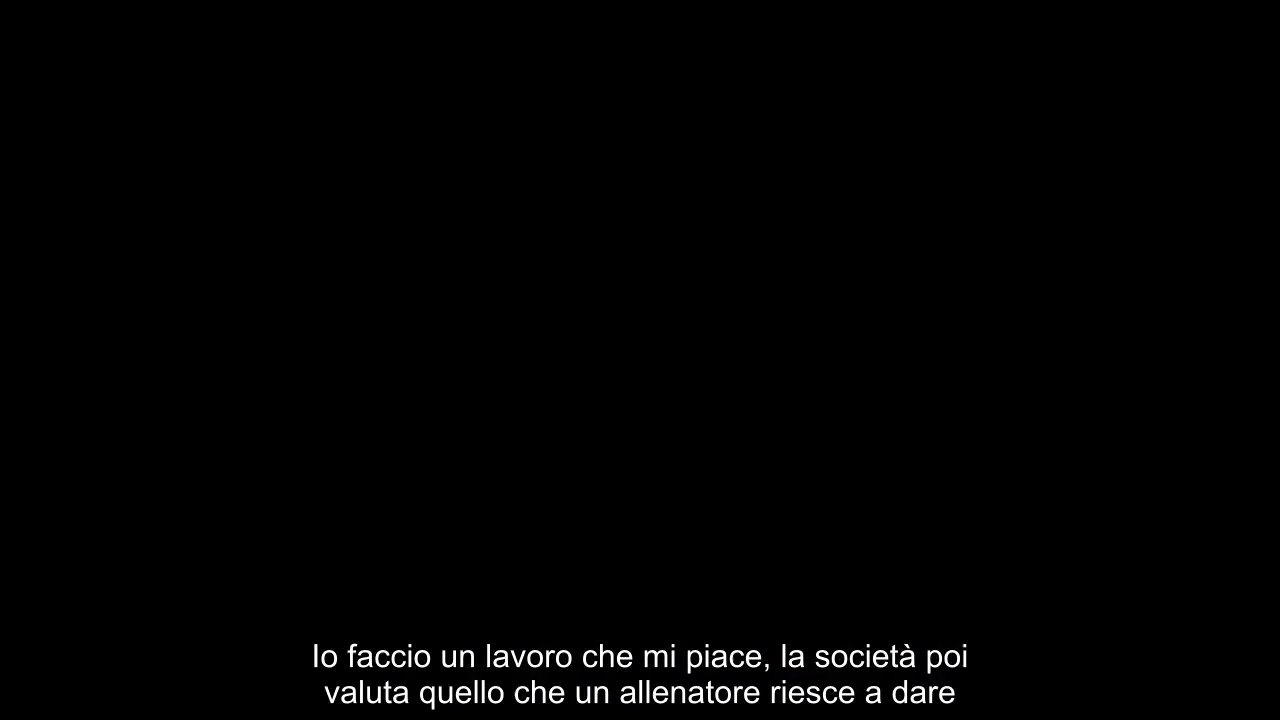 Io faccio un lavoro che mi piace, la società poi
valuta quello che un allenatore riesce a dare